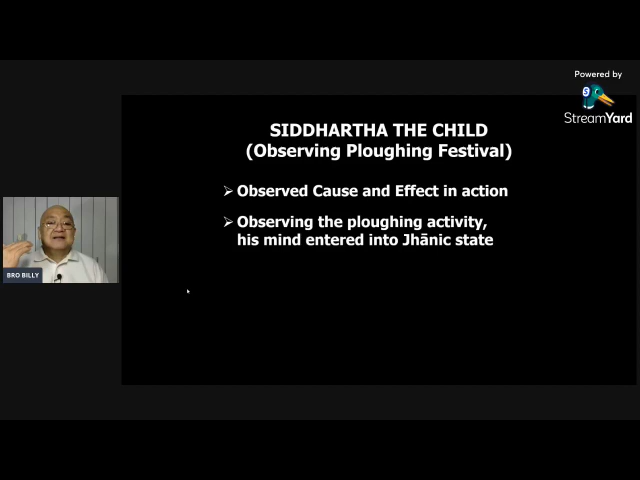 Powered by
StreamYard
SIDDHARTHA THE CHILD
(Observing Ploughing Festival)
➢ Observed Cause and Effect in action
➢ Observing the ploughing activity,
his mind entered into Jhānic state
BRO BILLY